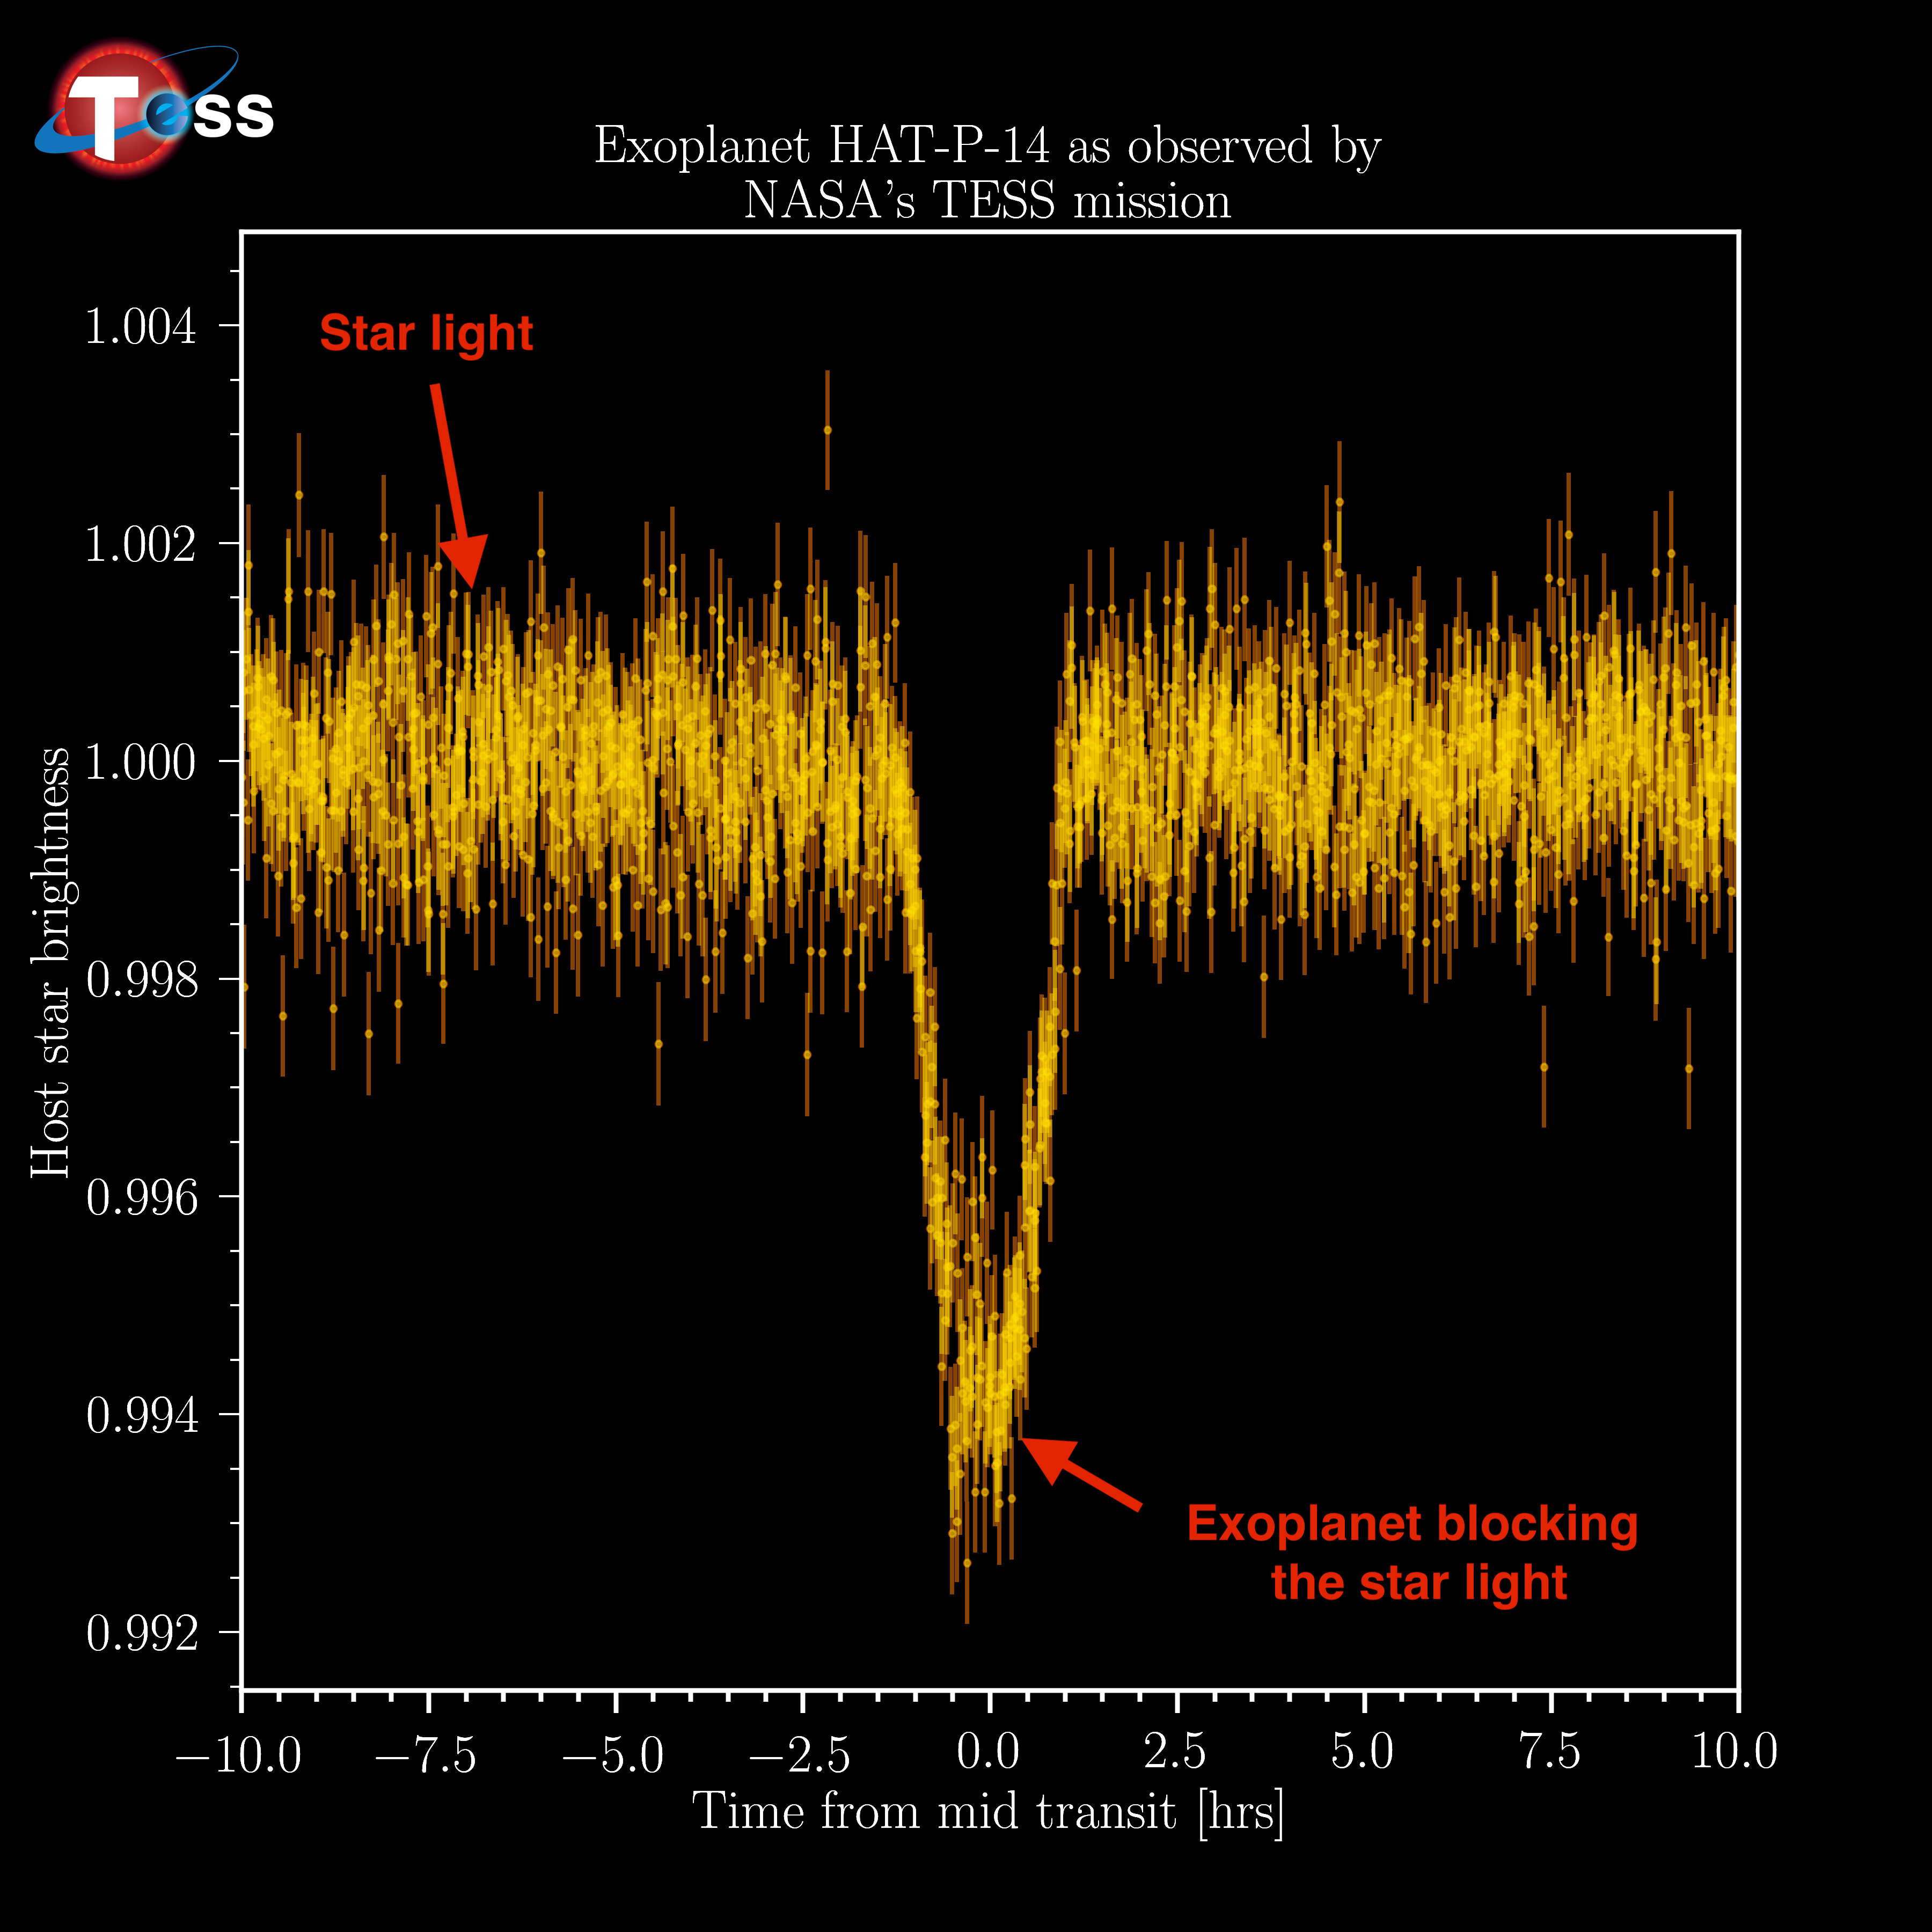 Tess
Exoplanet HAT-P-14 as observed by
NASA's TESS mission
Star light
1.004
1.002
1.000
0.998
0.996
0.994
0.992
Host star brightness
Exoplanet blocking
the star light
−10.0 −7.5 −5.0 −2.5 0.0 2.5 5.0 7.5 10.0
Time from mid transit [hrs]